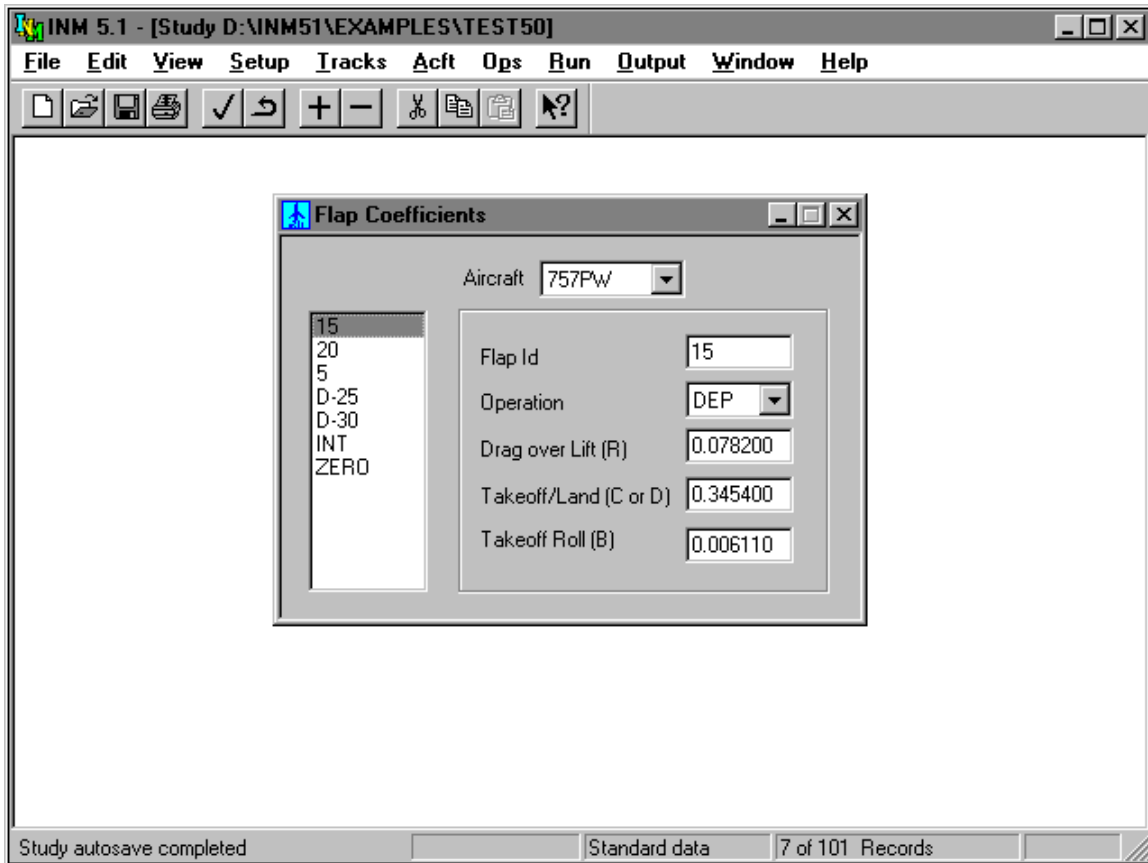 INM 5.1 - [Study D:\INM51\EXAMPLES\TEST50]
File Edit View Setup Tracks Acft Ops Run Output Window Help
Flap Coefficients
Aircraft 757PW
15
20
5
D-25
D-30
INT
ZERO
Flap Id 15
Operation DEP
Drag over Lift (R) 0.078200
Takeoff/Land (C or D) 0.345400
Takeoff Roll (B) 0.006110
Study autosave completed Standard data 7 of 101 Records